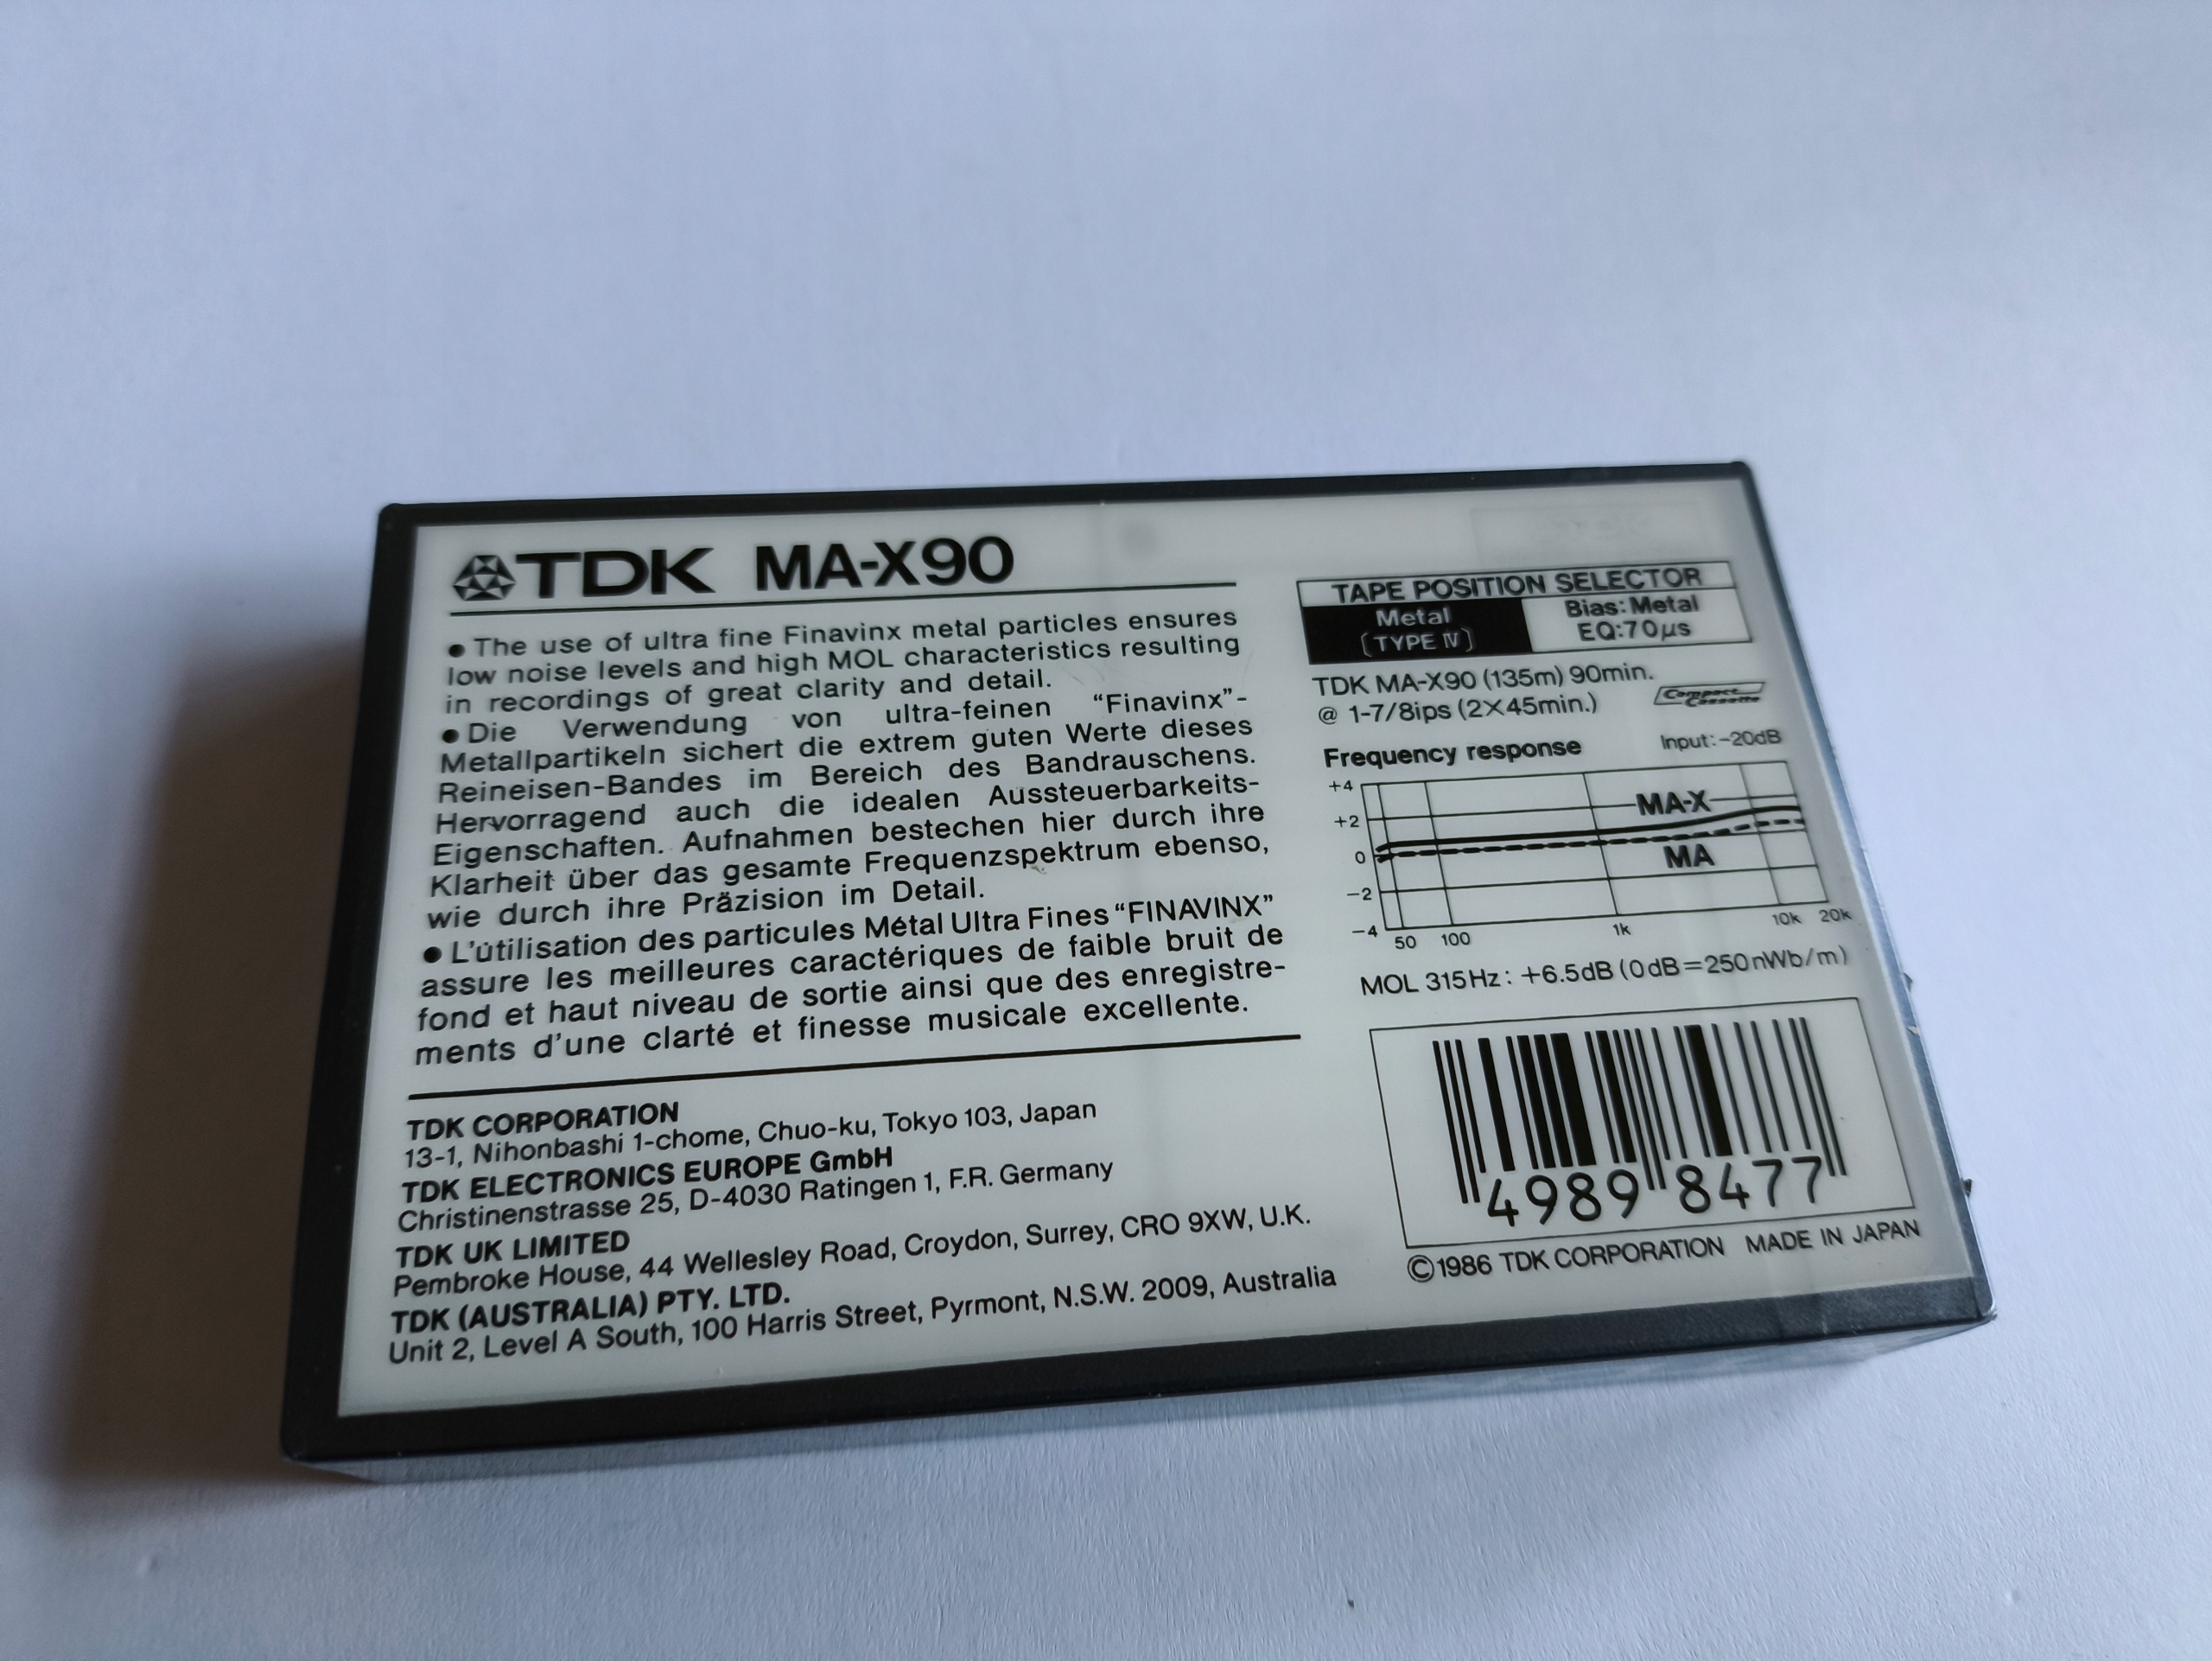 TDK MA-X90
● The use of ultra fine Finavinx metal particles ensures
low noise levels and high MOL characteristics resulting
in recordings of great clarity and detail.
● Die Verwendung von ultra-feinen “Finavinx”-
Metallpartikeln sichert die extrem guten Werte dieses
Reineisen-Bandes im Bereich des Bandrauschens.
Hervorragend auch die idealen Aussteuerbarkeits-
Eigenschaften. Aufnahmen bestechen hier durch ihre
Klarheit über das gesamte Frequenzspektrum ebenso,
wie durch ihre Präzision im Detail.
● L'útilisation des particules Métal Ultra Fines “FINAVINX”
assure les meilleures caractériques de faible bruit de
fond et haut niveau de sortie ainsi que des enregistre-
ments d'une clarté et finesse musicale excellente.
TDK CORPORATION
13-1, Nihonbashi 1-chome, Chuo-ku, Tokyo 103, Japan
TDK ELECTRONICS EUROPE GmbH
Christinenstrasse 25, D-4030 Ratingen 1, F.R. Germany
TDK UK LIMITED
Pembroke House, 44 Wellesley Road, Croydon, Surrey, CRO 9XW, U.K.
TDK (AUSTRALIA) PTY. LTD.
Unit 2, Level A South, 100 Harris Street, Pyrmont, N.S.W. 2009, Australia
TAPE POSITION SELECTOR
Metal
(TYPE IV)
Bias: Metal
EQ:70μs
TDK MA-X90 (135m) 90min.
@ 1-7/8ips (2X45min.)
Compact
Cassette
Frequency response Input:-20dB
+4
+2
0
-2
-4
MA-X
MA
50 100 1k 10k 20k
MOL 315Hz: +6.5dB (0dB=250nWb/m)
4989 8477
©1986 TDK CORPORATION MADE IN JAPAN